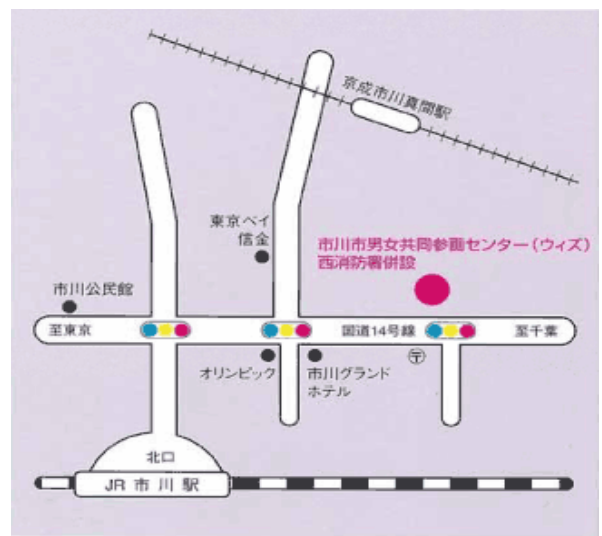 京成市川真間駅
東京ベイ
信金
市川市男女共同参画センター(ウィズ)
西消防署併設
市川公民館
至東京
国道14号線
至千葉
オリンピック
市川グランド
ホテル
〒
北口
JR市川駅